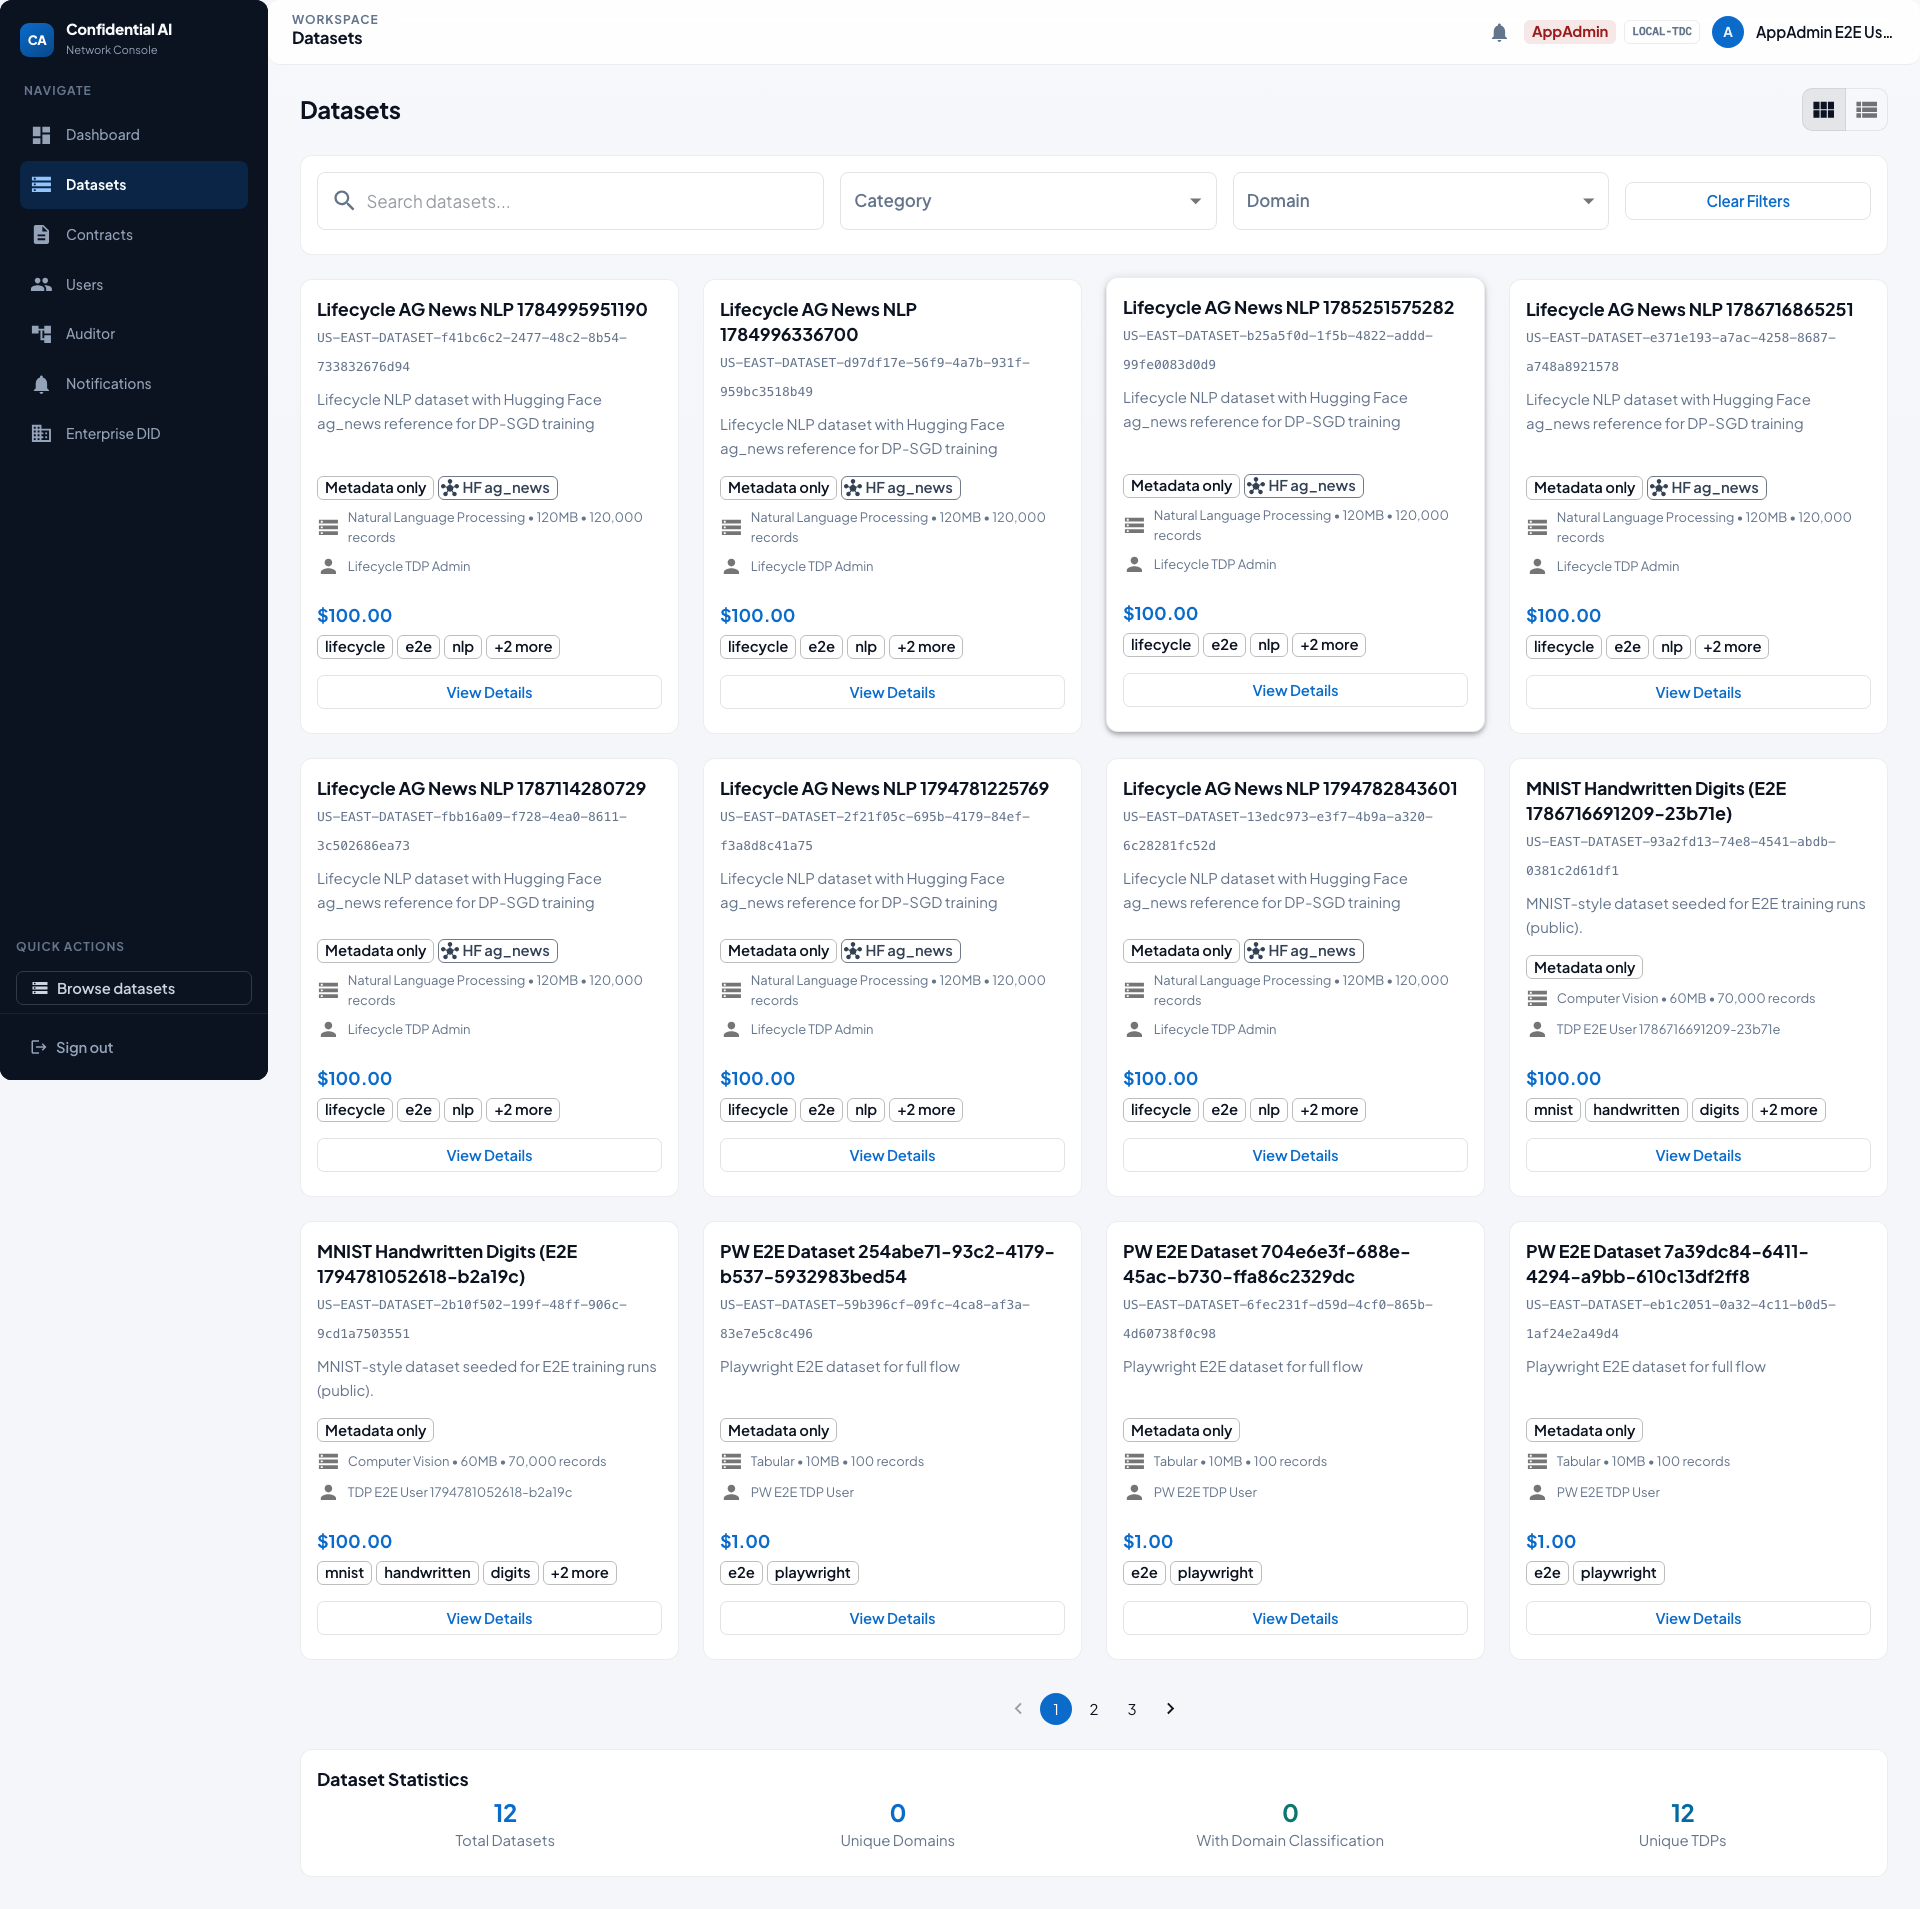 CA
Confidential AI
Network Console
NAVIGATE
Dashboard
Datasets
Contracts
Users
Auditor
Notifications
Enterprise DID
QUICK ACTIONS
Browse datasets
Sign out
WORKSPACE
Datasets
AppAdmin
LOCAL-TDC
A
AppAdmin E2E Us...
Datasets
Search datasets...
Category
Domain
Clear Filters
Lifecycle AG News NLP 1784995951190
US-EAST-DATASET-f41bc6c2-2477-48c2-8b54-
733832676d94
Lifecycle NLP dataset with Hugging Face
ag_news reference for DP-SGD training
Metadata only
HF ag_news
Natural Language Processing • 120MB • 120,000
records
Lifecycle TDP Admin
$100.00
lifecycle
e2e
nlp
+2 more
View Details
Lifecycle AG News NLP
1784996336700
US-EAST-DATASET-d97df17e-56f9-4a7b-931f-
959bc3518b49
Lifecycle NLP dataset with Hugging Face
ag_news reference for DP-SGD training
Metadata only
HF ag_news
Natural Language Processing • 120MB • 120,000
records
Lifecycle TDP Admin
$100.00
lifecycle
e2e
nlp
+2 more
View Details
Lifecycle AG News NLP 1785251575282
US-EAST-DATASET-b25a5f0d-1f5b-4822-addd-
99fe0083d0d9
Lifecycle NLP dataset with Hugging Face
ag_news reference for DP-SGD training
Metadata only
HF ag_news
Natural Language Processing • 120MB • 120,000
records
Lifecycle TDP Admin
$100.00
lifecycle
e2e
nlp
+2 more
View Details
Lifecycle AG News NLP 1786716865251
US-EAST-DATASET-e371e193-a7ac-4258-8687-
a748a8921578
Lifecycle NLP dataset with Hugging Face
ag_news reference for DP-SGD training
Metadata only
HF ag_news
Natural Language Processing • 120MB • 120,000
records
Lifecycle TDP Admin
$100.00
lifecycle
e2e
nlp
+2 more
View Details
Lifecycle AG News NLP 1787114280729
US-EAST-DATASET-fbb16a09-f728-4ea0-8611-
3c502686ea73
Lifecycle NLP dataset with Hugging Face
ag_news reference for DP-SGD training
Metadata only
HF ag_news
Natural Language Processing • 120MB • 120,000
records
Lifecycle TDP Admin
$100.00
lifecycle
e2e
nlp
+2 more
View Details
Lifecycle AG News NLP 1794781225769
US-EAST-DATASET-2f21f05c-695b-4179-84ef-
f3a8d8c41a75
Lifecycle NLP dataset with Hugging Face
ag_news reference for DP-SGD training
Metadata only
HF ag_news
Natural Language Processing • 120MB • 120,000
records
Lifecycle TDP Admin
$100.00
lifecycle
e2e
nlp
+2 more
View Details
Lifecycle AG News NLP 1794782843601
US-EAST-DATASET-13edc973-e3f7-4b9a-a320-
6c28281fc52d
Lifecycle NLP dataset with Hugging Face
ag_news reference for DP-SGD training
Metadata only
HF ag_news
Natural Language Processing • 120MB • 120,000
records
Lifecycle TDP Admin
$100.00
lifecycle
e2e
nlp
+2 more
View Details
MNIST Handwritten Digits (E2E
1786716691209-23b71e)
US-EAST-DATASET-93a2fd13-74e8-4541-abdb-
0381c2d61df1
MNIST-style dataset seeded for E2E training runs
(public).
Metadata only
Computer Vision • 60MB • 70,000 records
TDP E2E User 1786716691209-23b71e
$100.00
mnist
handwritten
digits
+2 more
View Details
MNIST Handwritten Digits (E2E
1794781052618-b2a19c)
US-EAST-DATASET-2b10f502-199f-48ff-906c-
9cd1a7503551
MNIST-style dataset seeded for E2E training runs
(public).
Metadata only
Computer Vision • 60MB • 70,000 records
TDP E2E User 1794781052618-b2a19c
$100.00
mnist
handwritten
digits
+2 more
View Details
PW E2E Dataset 254abe71-93c2-4179-
b537-5932983bed54
US-EAST-DATASET-59b396cf-09fc-4ca8-af3a-
83e7e5c8c496
Playwright E2E dataset for full flow
Metadata only
Tabular • 10MB • 100 records
PW E2E TDP User
$1.00
e2e
playwright
View Details
PW E2E Dataset 704e6e3f-688e-
45ac-b730-ffa86c2329dc
US-EAST-DATASET-6fec231f-d59d-4cf0-865b-
4d60738f0c98
Playwright E2E dataset for full flow
Metadata only
Tabular • 10MB • 100 records
PW E2E TDP User
$1.00
e2e
playwright
View Details
PW E2E Dataset 7a39dc84-6411-
4294-a9bb-610c13df2ff8
US-EAST-DATASET-eb1c2051-0a32-4c11-b0d5-
1af24e2a49d4
Playwright E2E dataset for full flow
Metadata only
Tabular • 10MB • 100 records
PW E2E TDP User
$1.00
e2e
playwright
View Details
1
2
3
Dataset Statistics
12
Total Datasets
0
Unique Domains
0
With Domain Classification
12
Unique TDPs